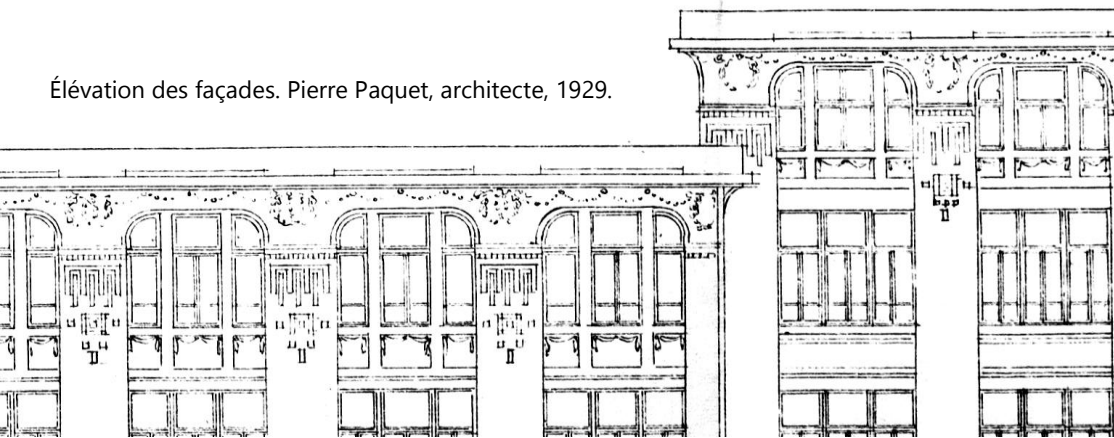 Élévation des façades. Pierre Paquet, architecte, 1929.